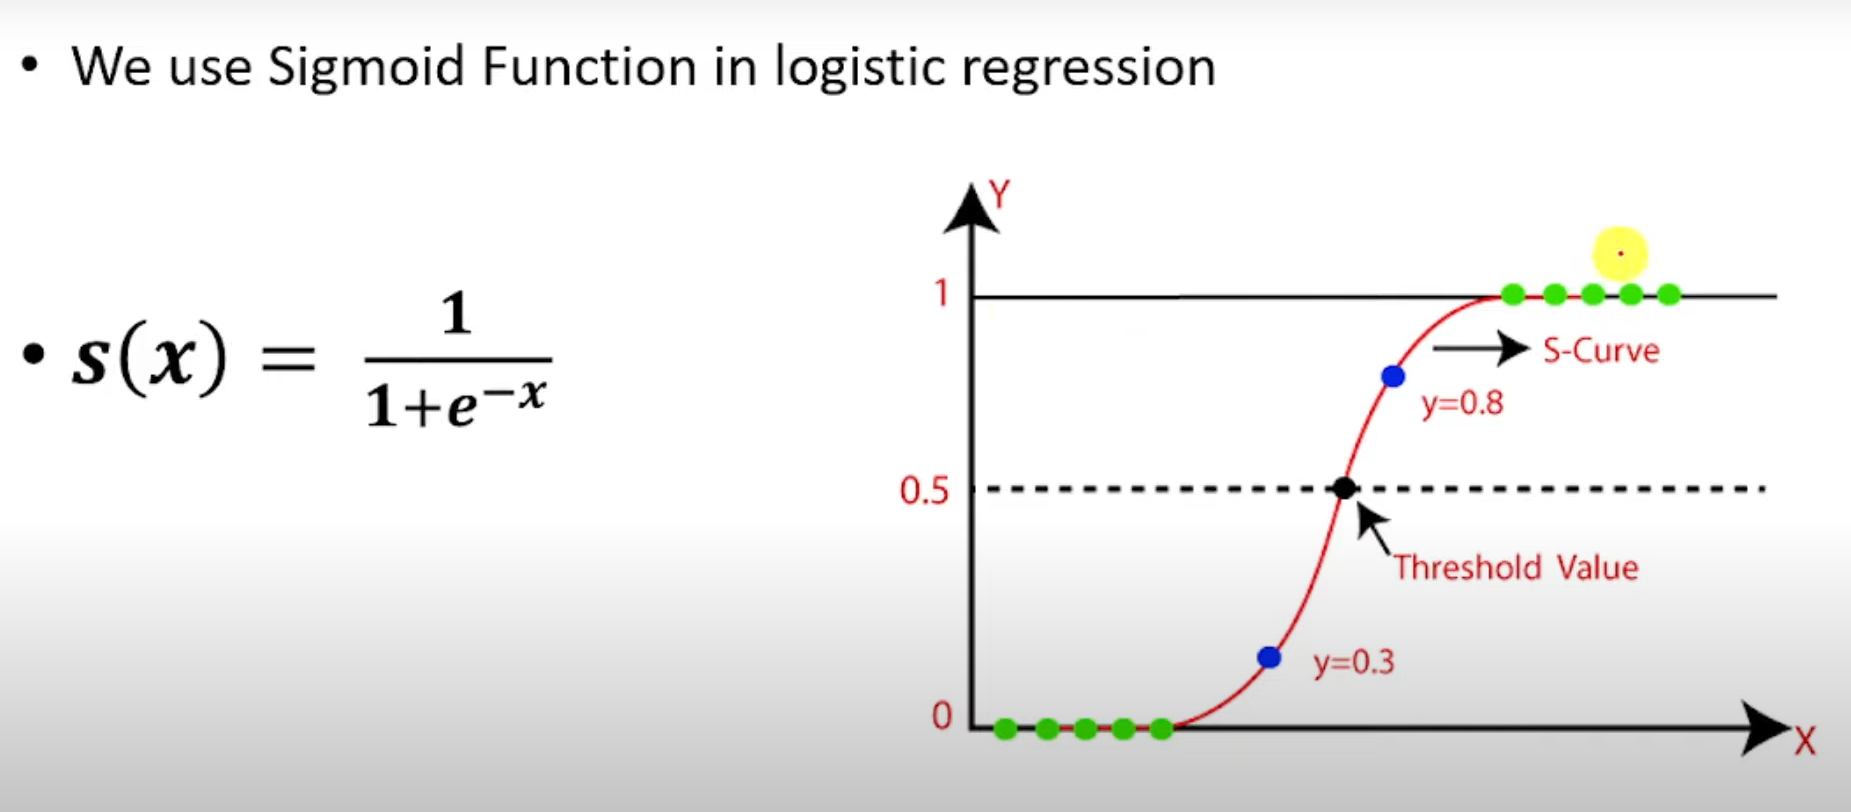 • We use Sigmoid Function in logistic regression
• s(x) = 1 / 1+e^−x
Y
1
S-Curve
y=0.8
0.5
Threshold Value
y=0.3
0
X